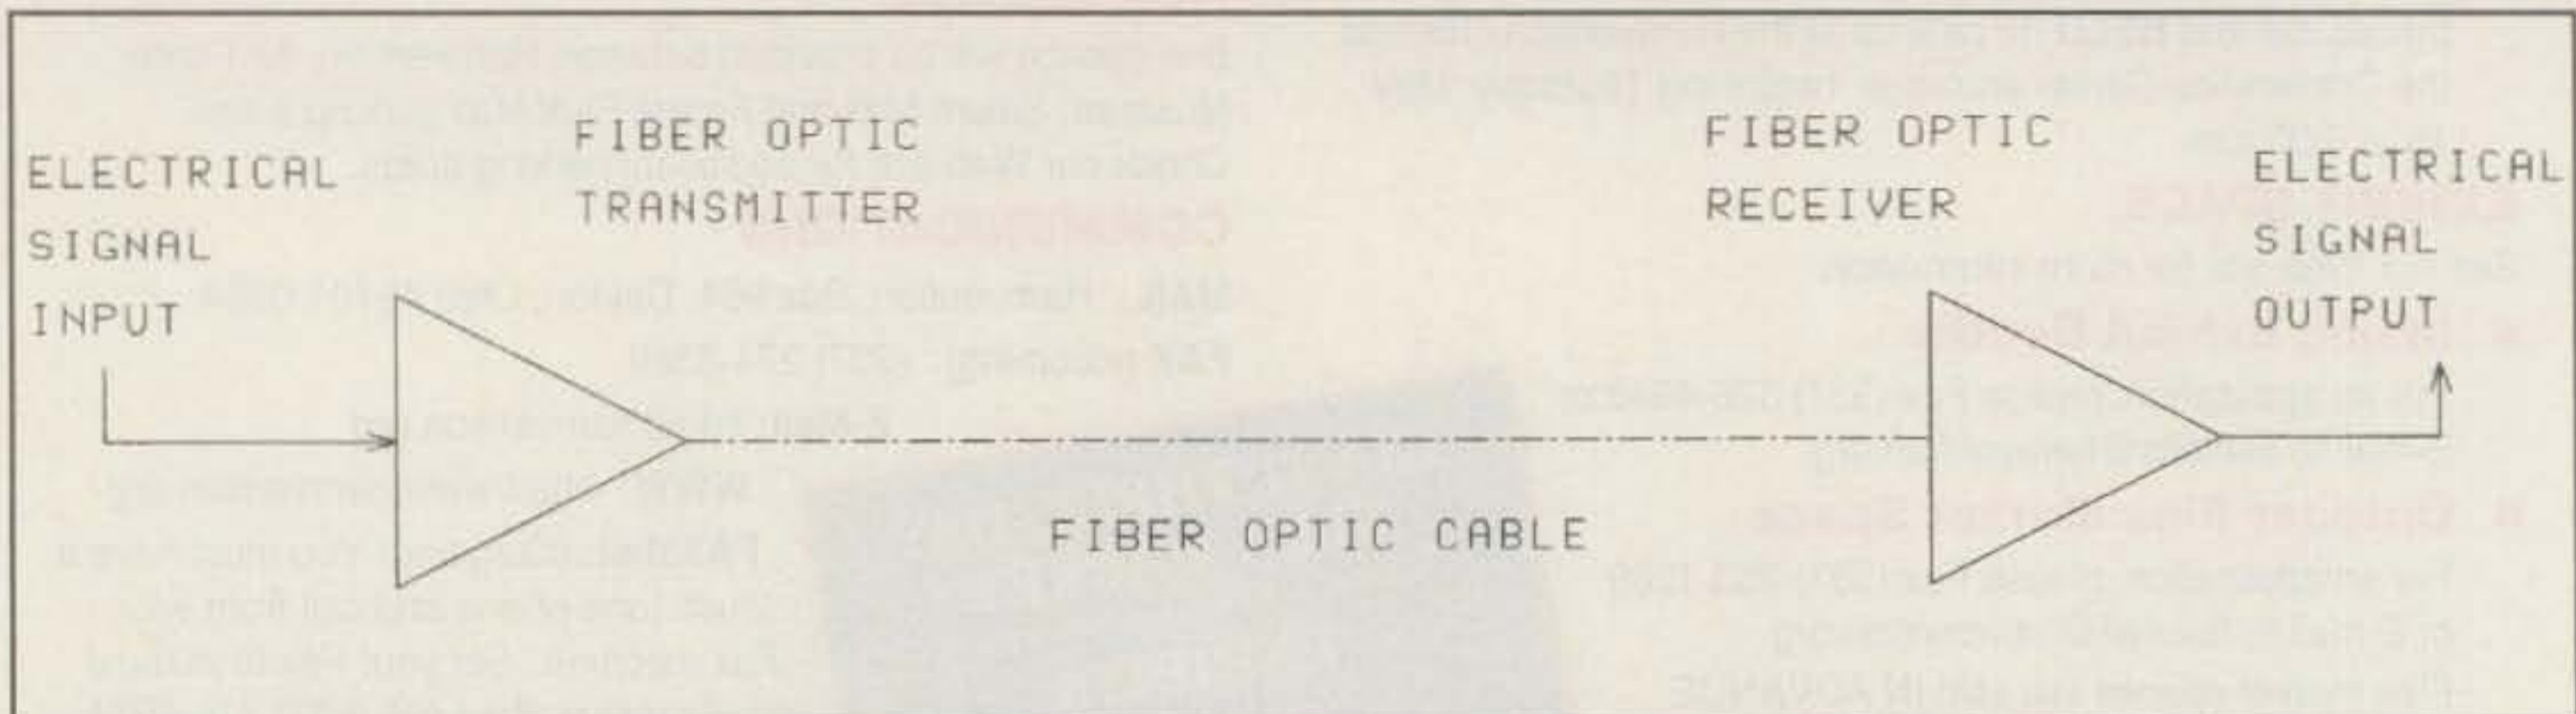 ELECTRICAL
SIGNAL
INPUT
FIBER OPTIC
TRANSMITTER
FIBER OPTIC CABLE
FIBER OPTIC
RECEIVER
ELECTRICAL
SIGNAL
OUTPUT